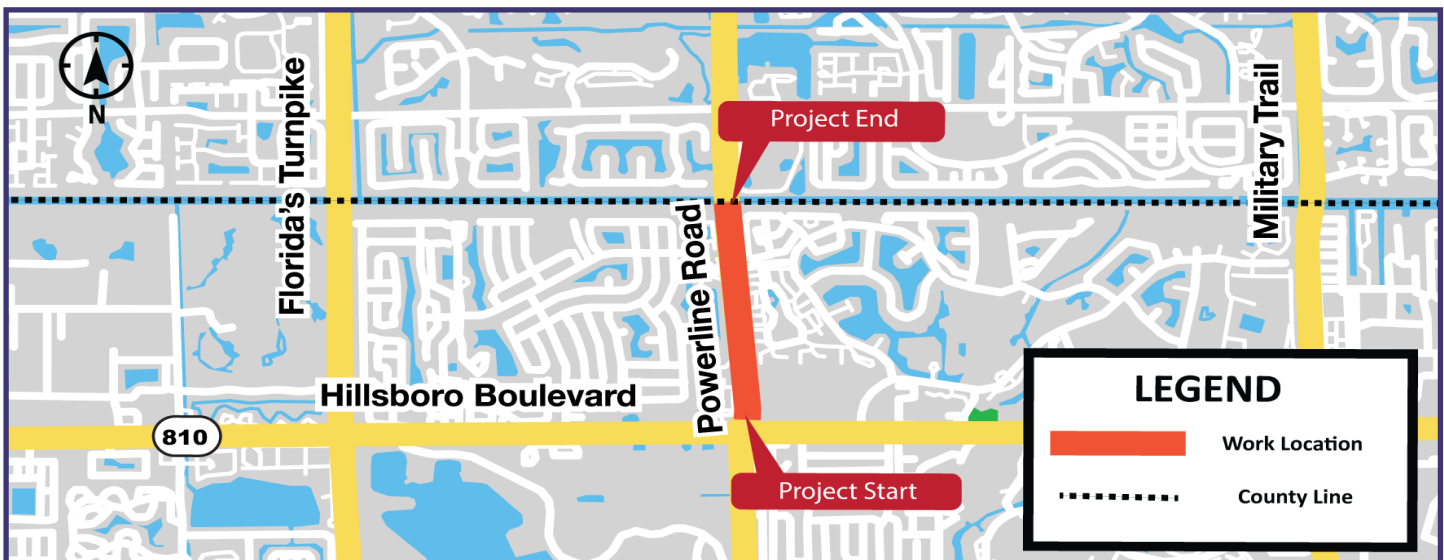 N
Florida's Turnpike
Project End
Military Trail
Powerline Road
Hillsboro Boulevard
810
Project Start
LEGEND
Work Location
County Line